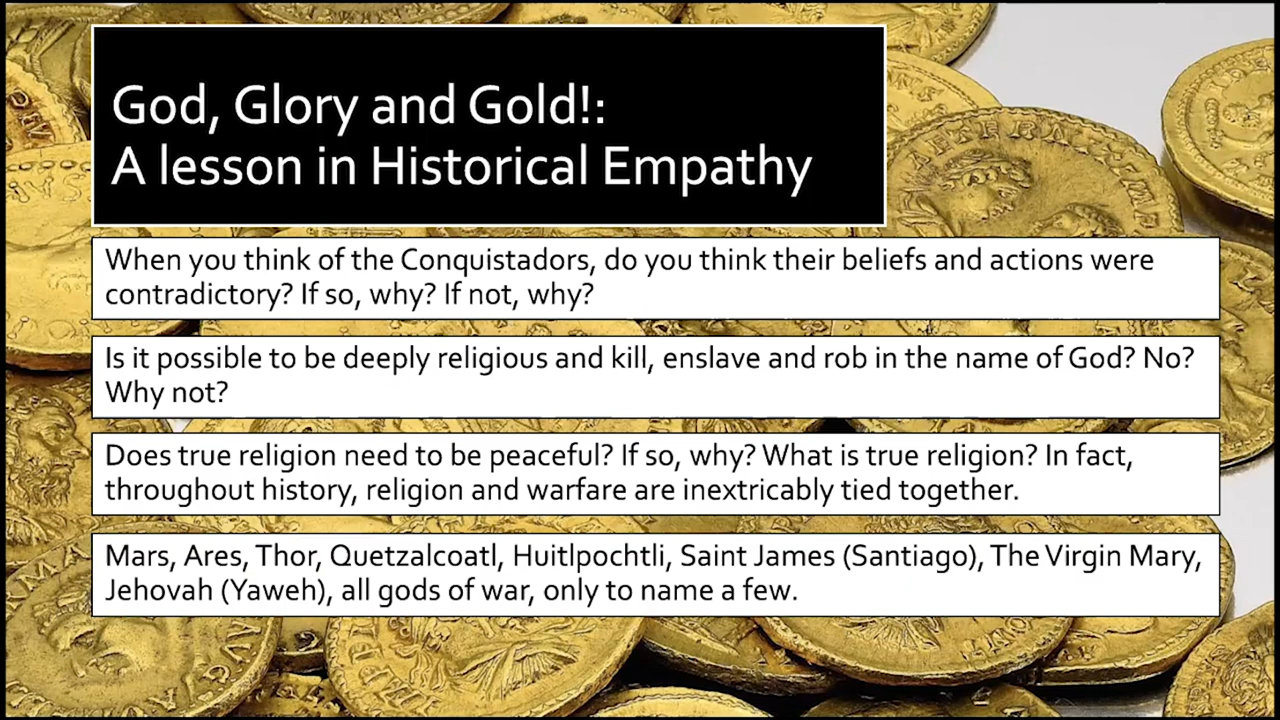 God, Glory and Gold!:
A lesson in Historical Empathy
When you think of the Conquistadors, do you think their beliefs and actions were
contradictory? If so, why? If not, why?
Is it possible to be deeply religious and kill, enslave and rob in the name of God? No?
Why not?
Does true religion need to be peaceful? If so, why? What is true religion? In fact,
throughout history, religion and warfare are inextricably tied together.
Mars, Ares, Thor, Quetzalcoatl, Huitlpochtli, Saint James (Santiago), The Virgin Mary,
Jehovah (Yaweh), all gods of war, only to name a few.